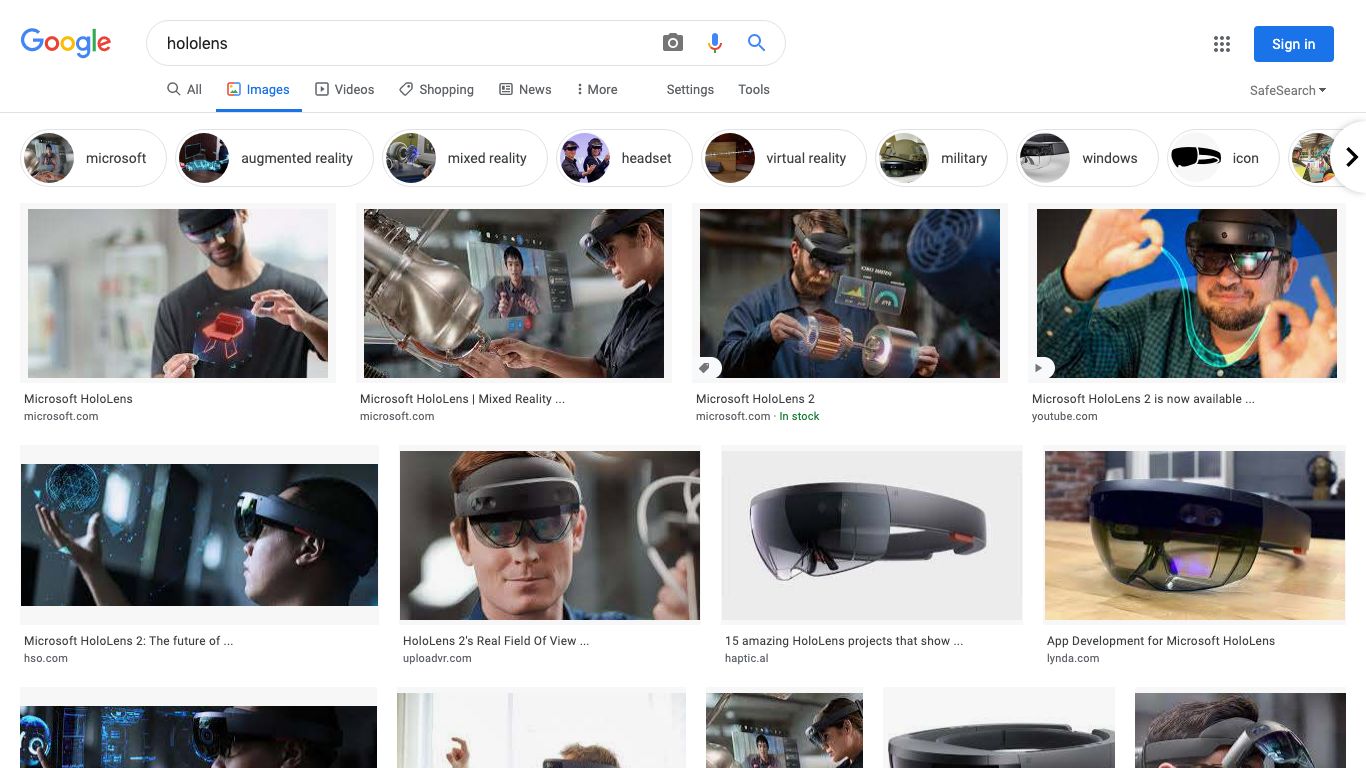 Google
hololens
Sign in
All
Images
Videos
Shopping
News
More
Settings
Tools
SafeSearch
microsoft
augmented reality
mixed reality
headset
virtual reality
military
windows
icon
Microsoft HoloLens
microsoft.com
Microsoft HoloLens | Mixed Reality ...
microsoft.com
Microsoft HoloLens 2
microsoft.com · In stock
Microsoft HoloLens 2 is now available ...
youtube.com
Microsoft HoloLens 2: The future of ...
hso.com
HoloLens 2's Real Field Of View ...
uploadvr.com
15 amazing HoloLens projects that show ...
haptic.al
App Development for Microsoft HoloLens
lynda.com